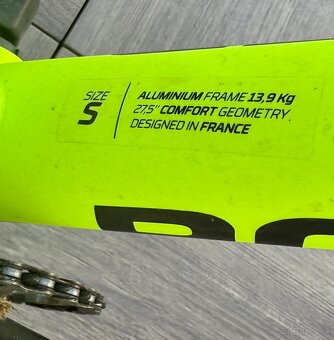 SIZE
S
ALUMINIUM FRAME 13,9 Kg
27,5" COMFORT GEOMETRY
DESIGNED IN FRANCE